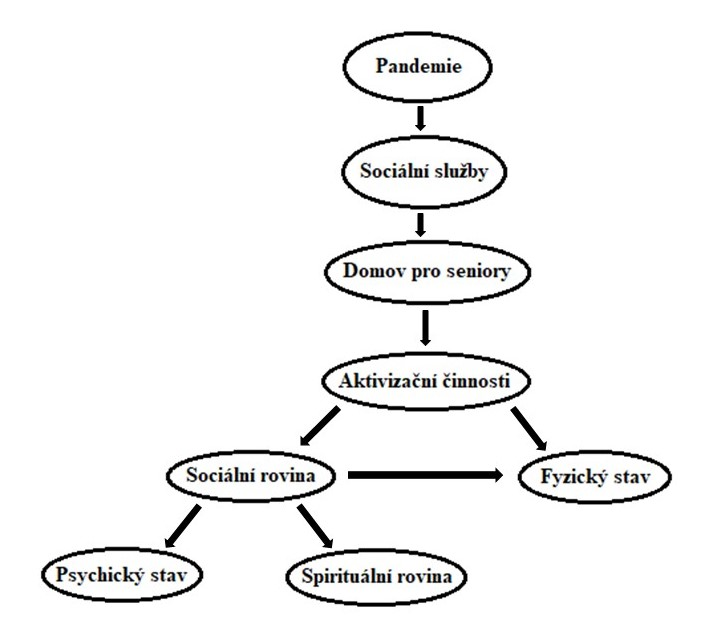 Pandemie
Sociální služby
Domov pro seniory
Aktivizační činnosti
Sociální rovina
Fyzický stav
Psychický stav
Spirituální rovina